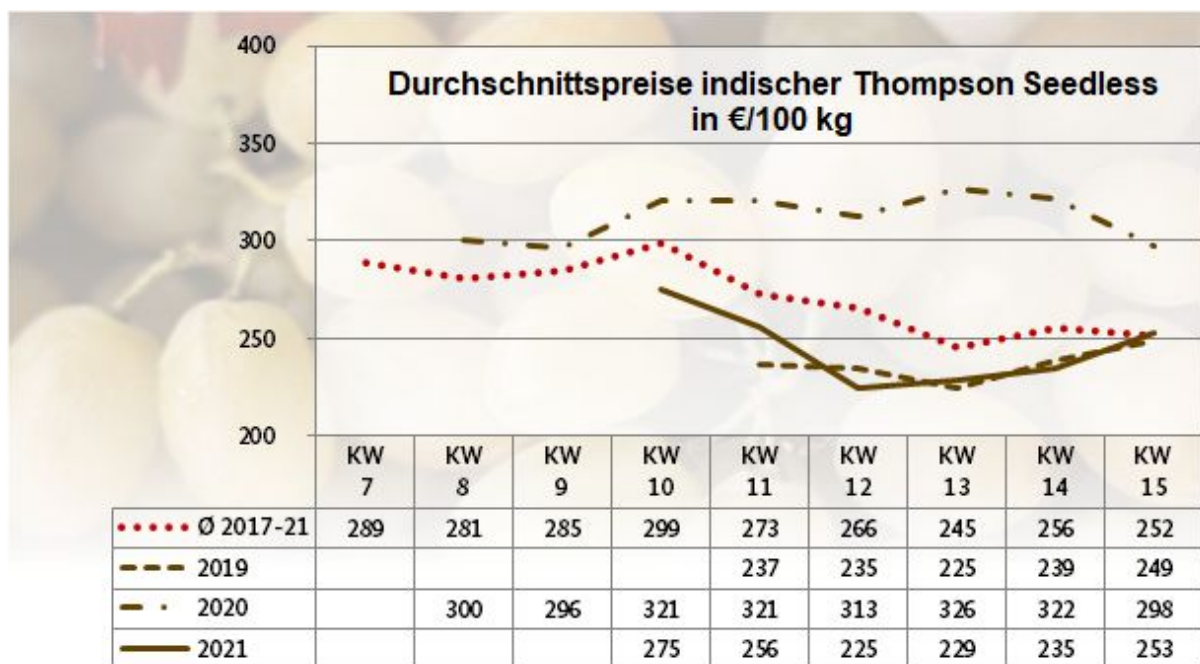 400
Durchschnittspreise indischer Thompson Seedless
in €/100 kg
350
300
250
200
KW 7 KW 8 KW 9 KW 10 KW 11 KW 12 KW 13 KW 14 KW 15
Ø 2017-21 289 281 285 299 273 266 245 256 252
2019 237 235 225 239 249
2020 300 296 321 321 313 326 322 298
2021 275 256 225 229 235 253